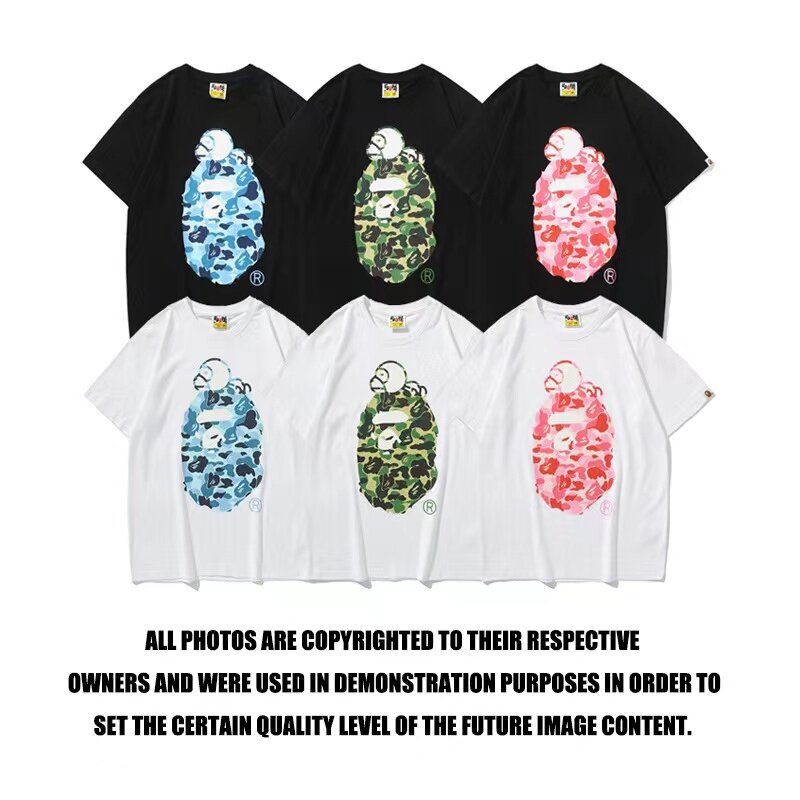 ®
®
®
®
®
®
ALL PHOTOS ARE COPYRIGHTED TO THEIR RESPECTIVE
OWNERS AND WERE USED IN DEMONSTRATION PURPOSES IN ORDER TO
SET THE CERTAIN QUALITY LEVEL OF THE FUTURE IMAGE CONTENT.